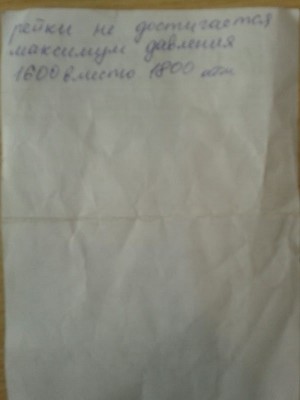 рейки не достигается
максимум давления
1600 вместо 1800 атм